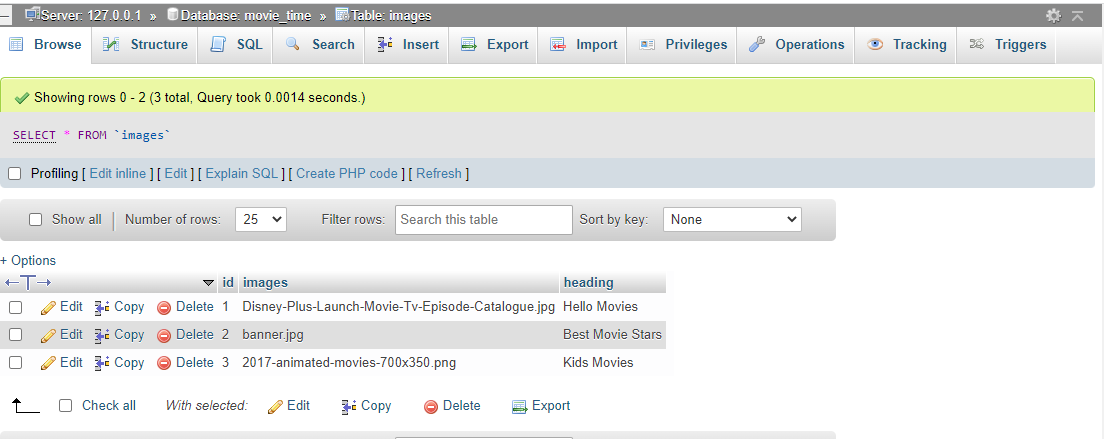 Server: 127.0.0.1 » Database: movie_time » Table: images
Browse Structure SQL Search Insert Export Import Privileges Operations Tracking Triggers
Showing rows 0 - 2 (3 total, Query took 0.0014 seconds.)
SELECT * FROM `images`
Profiling [ Edit inline ] [ Edit ] [ Explain SQL ] [ Create PHP code ] [ Refresh ]
Show all | Number of rows: 25 Filter rows: Search this table Sort by key: None
+ Options
←T→ id images heading
Edit Copy Delete 1 Disney-Plus-Launch-Movie-Tv-Episode-Catalogue.jpg Hello Movies
Edit Copy Delete 2 banner.jpg Best Movie Stars
Edit Copy Delete 3 2017-animated-movies-700x350.png Kids Movies
Check all With selected: Edit Copy Delete Export